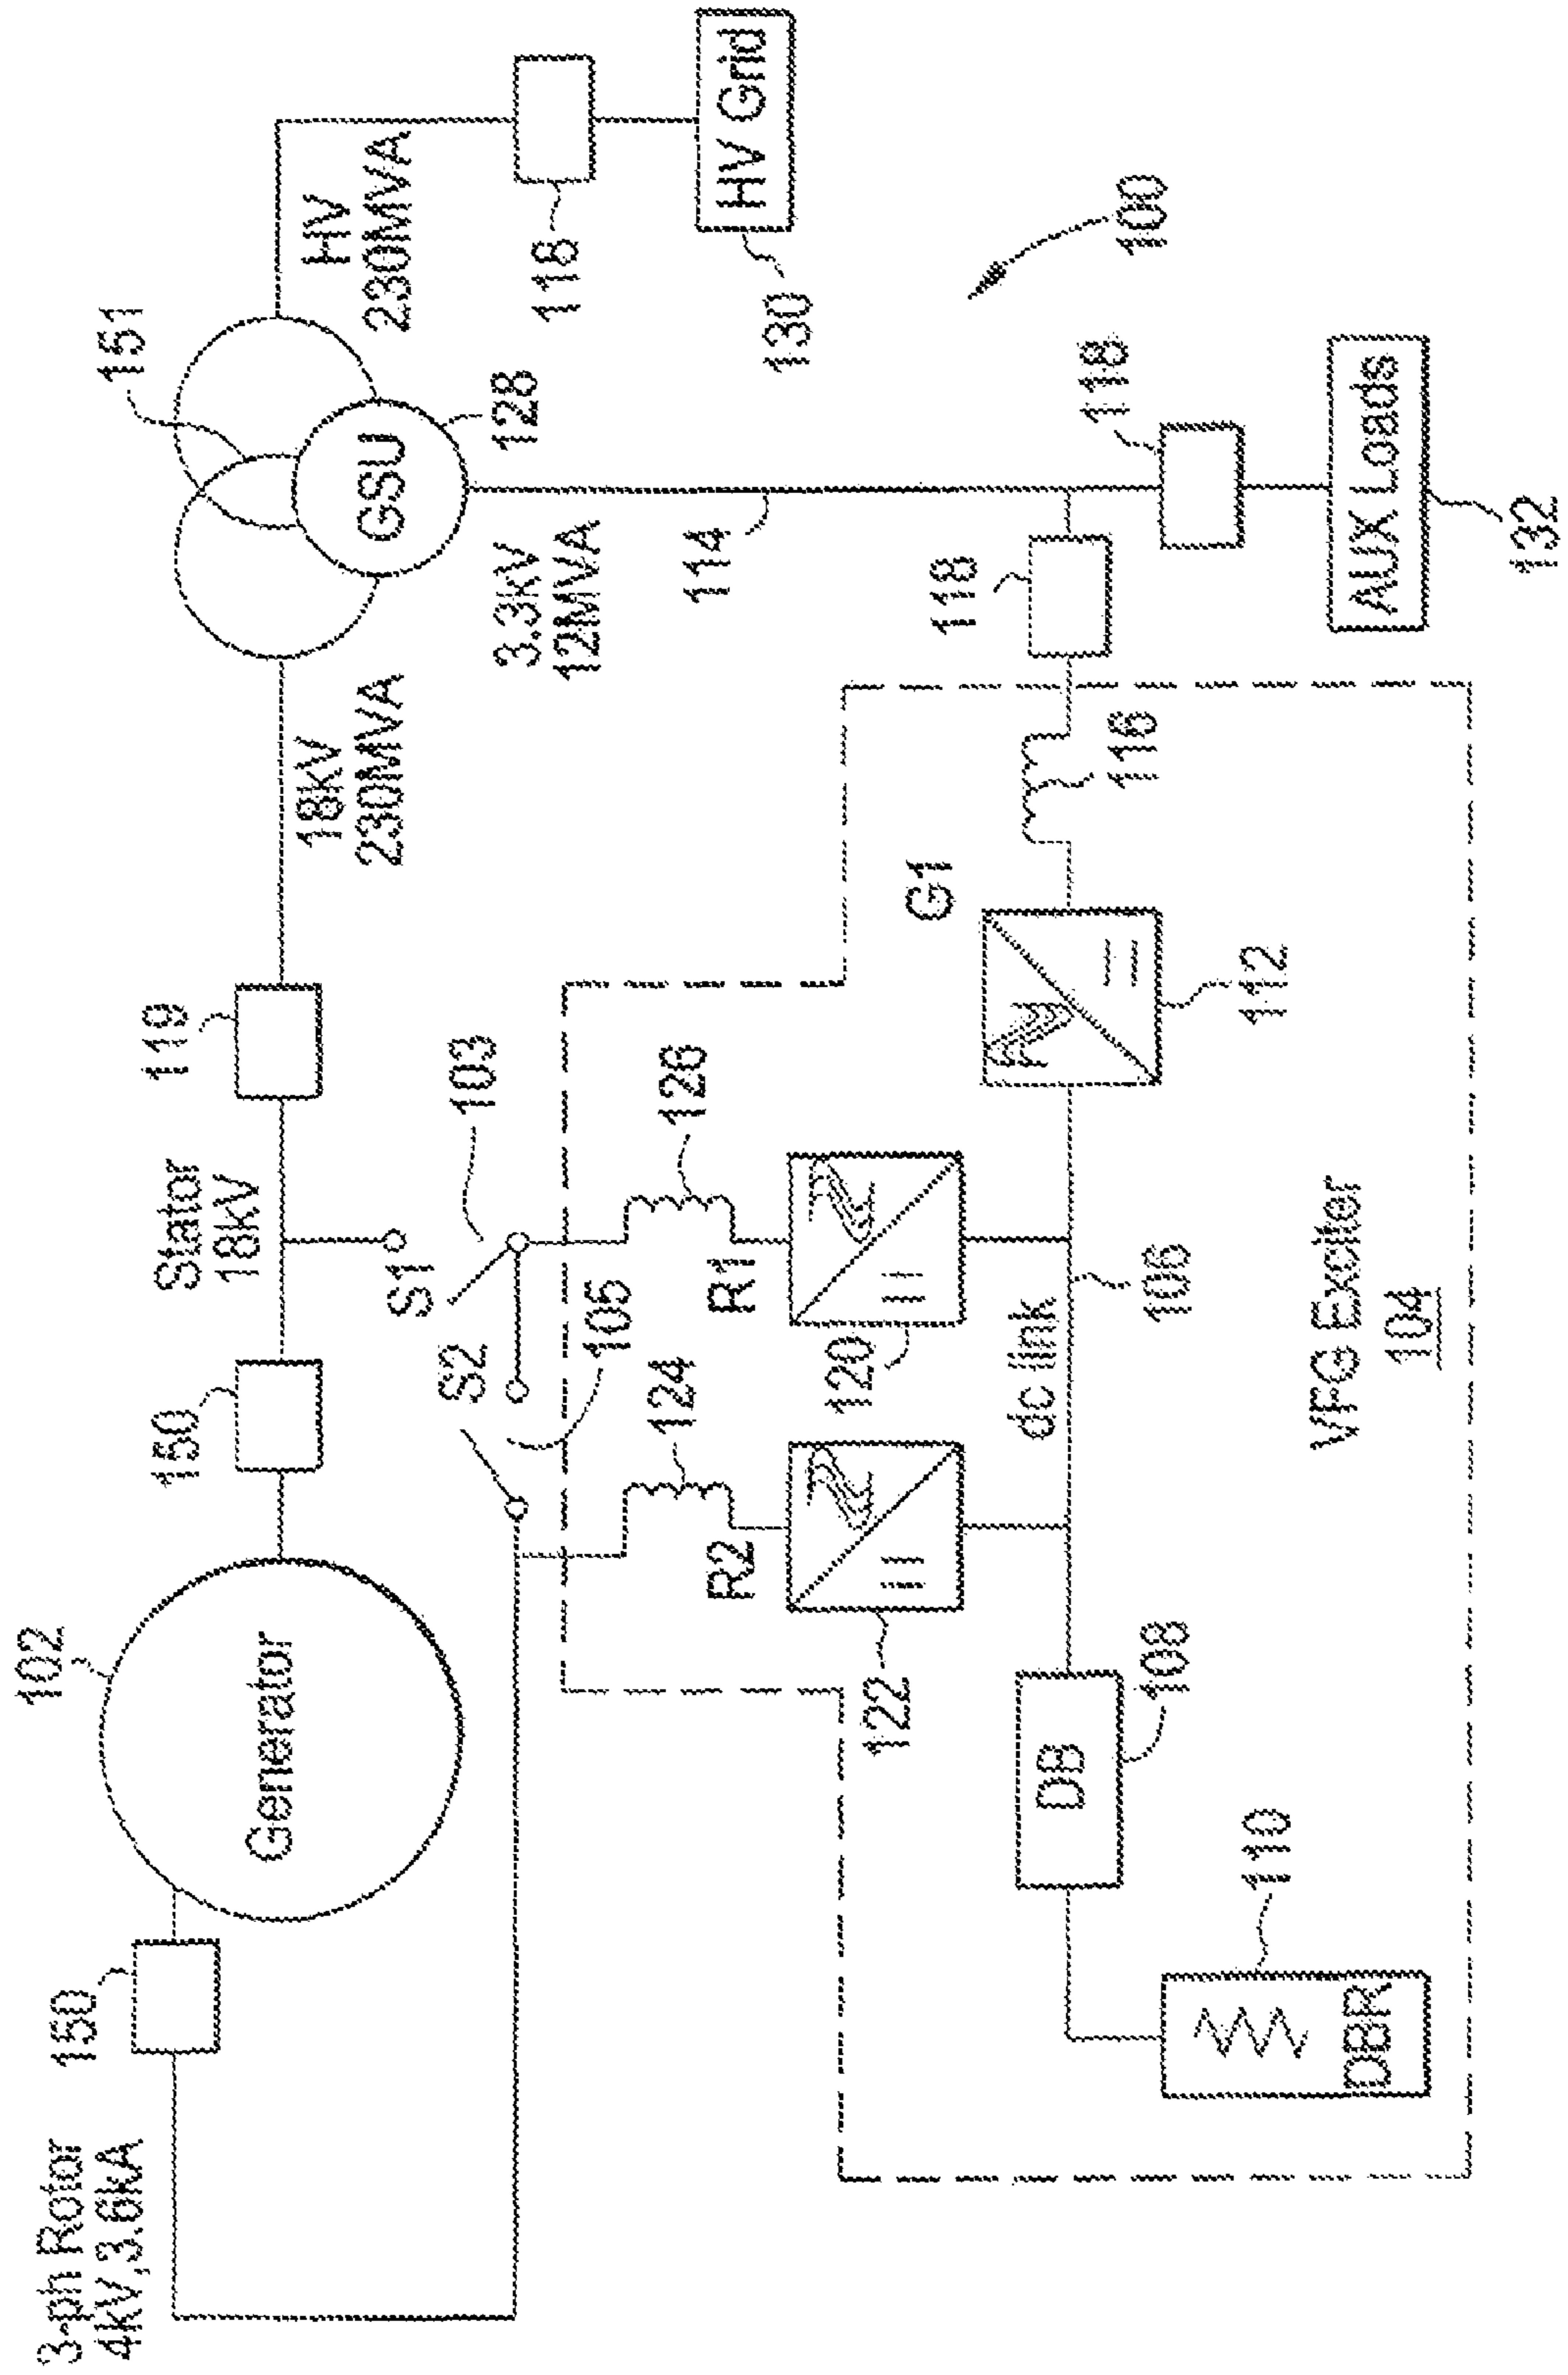 3-ph Rotor
4kV,3.6kA
150
102
Generator
150
Stator
18kV
119
18kV
230MVA
151
GSU
128
HV
230MVA
118
HV Grid
130
3.3kV
12MVA
114
100
S1
103
S2
105
124
126
R2
R1
122
120
G1
112
116
118
118
AUX Loads
132
dc link
106
DB
108
110
DBR
VFG Exciter
104